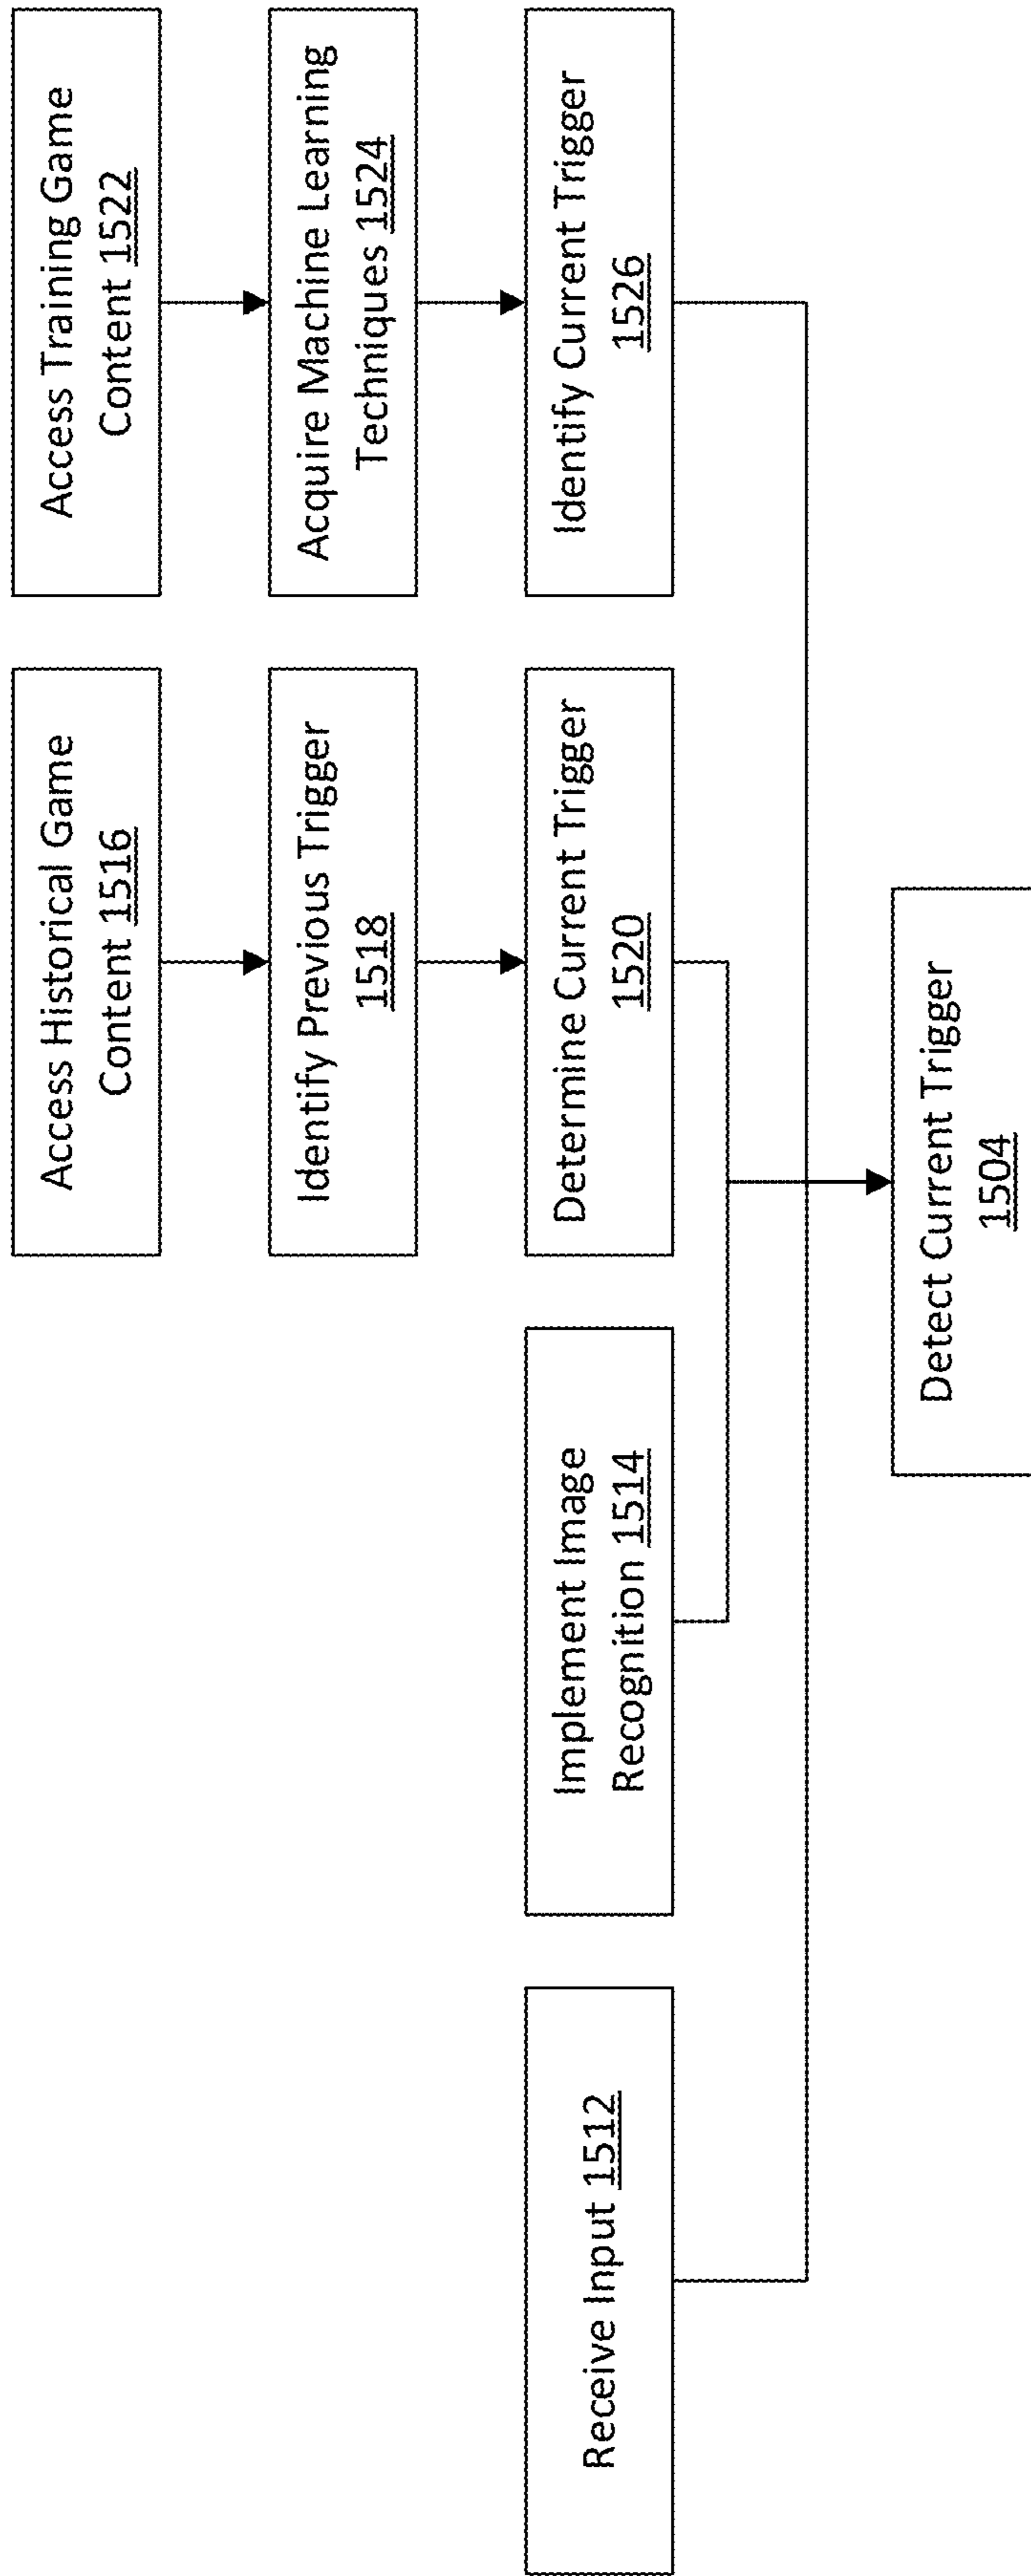 Access Historical Game
Content 1516
Access Training Game
Content 1522
Identify Previous Trigger
1518
Acquire Machine Learning
Techniques 1524
Receive Input 1512
Implement Image
Recognition 1514
Determine Current Trigger
1520
Identify Current Trigger
1526
Detect Current Trigger
1504